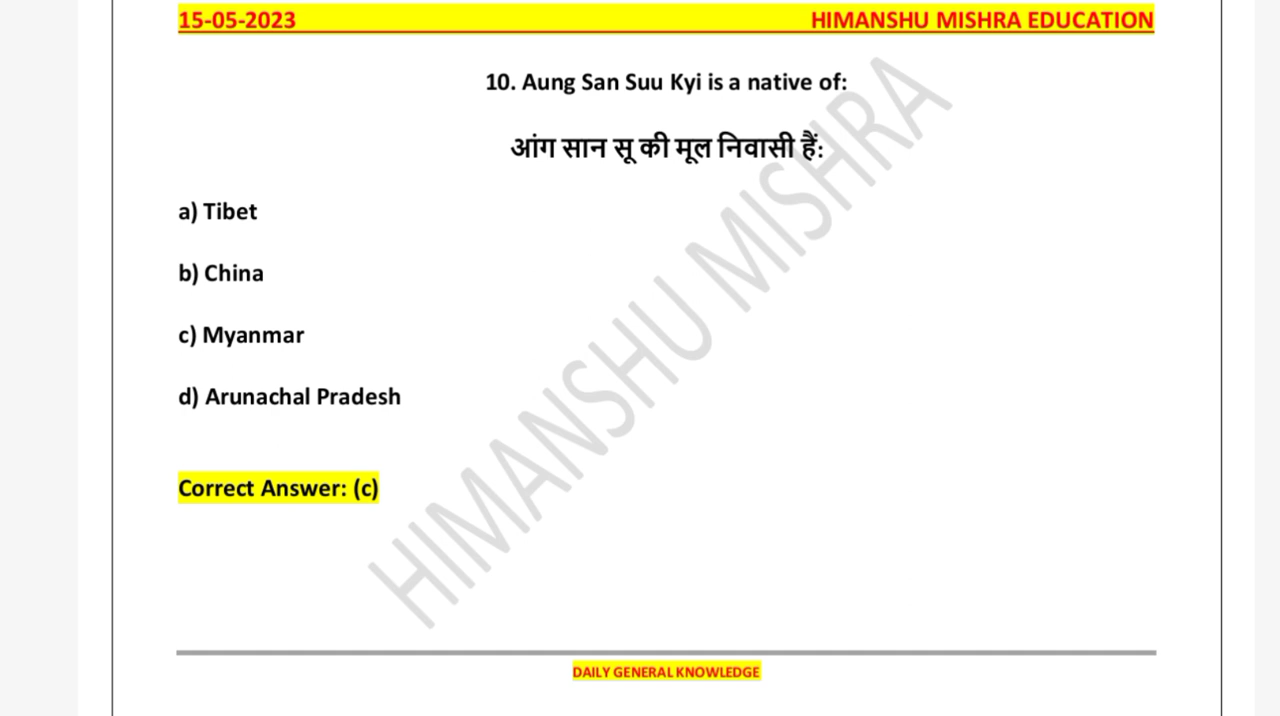 15-05-2023 HIMANSHU MISHRA EDUCATION
10. Aung San Suu Kyi is a native of:
आंग सान सू की मूल निवासी हैं:
a) Tibet
b) China
c) Myanmar
d) Arunachal Pradesh
Correct Answer: (c)
HIMANSHU MISHRA
DAILY GENERAL KNOWLEDGE